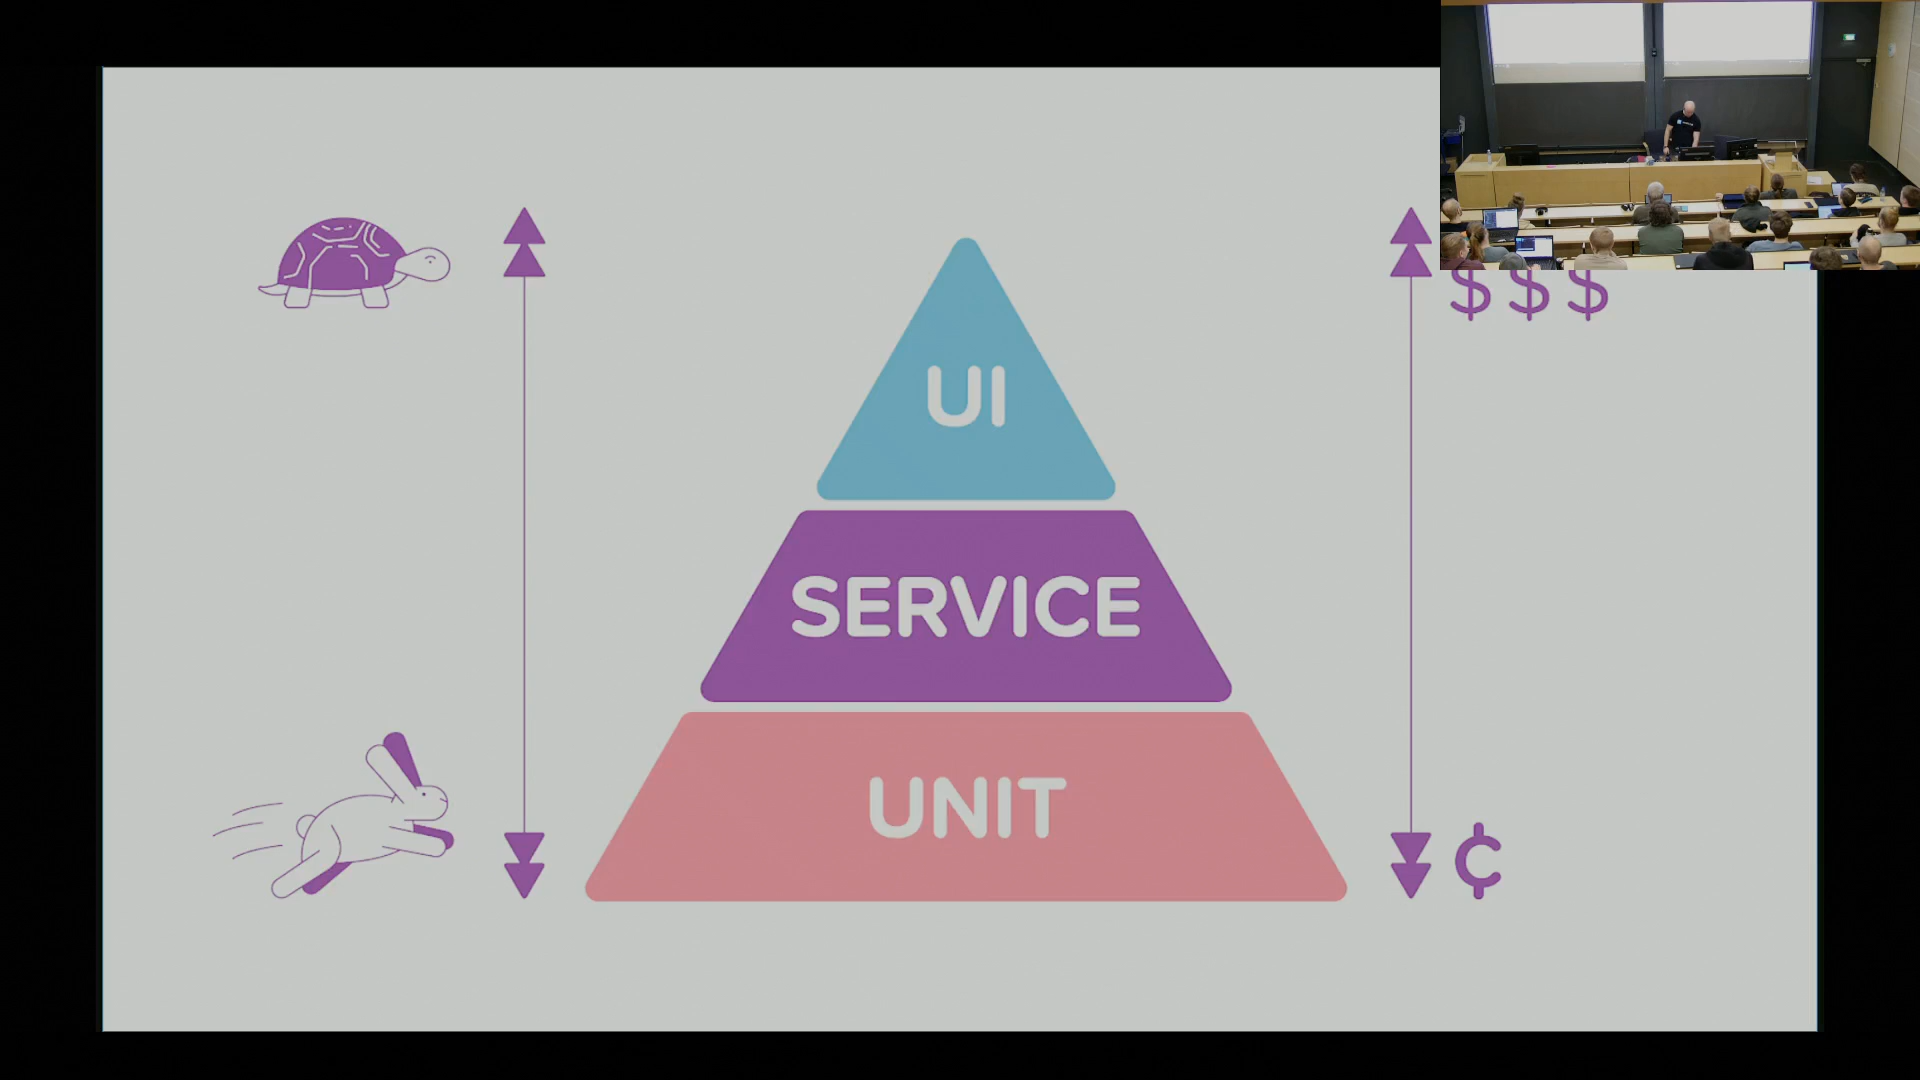 $ $ $
UI
SERVICE
UNIT
¢